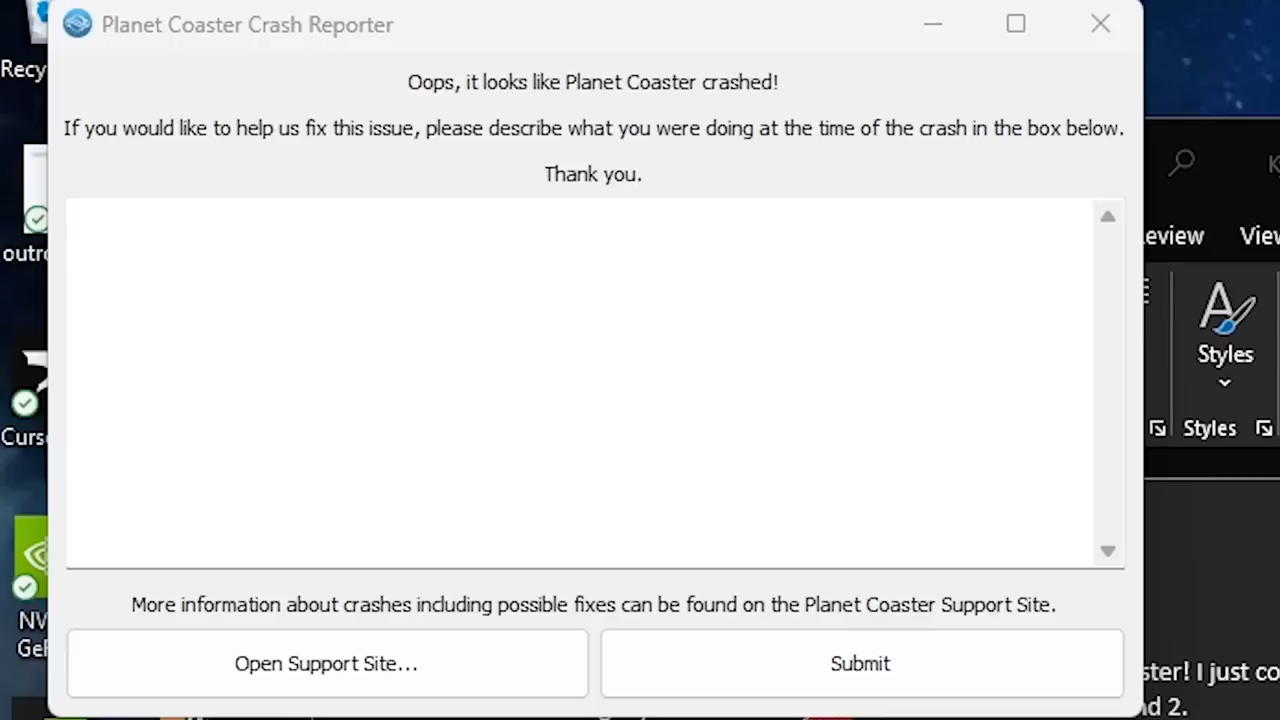 Planet Coaster Crash Reporter
Recy
Oops, it looks like Planet Coaster crashed!
If you would like to help us fix this issue, please describe what you were doing at the time of the crash in the box below.
Thank you.
outro
eview
View
Styles
Styles
Curs
NV
GeF
More information about crashes including possible fixes can be found on the Planet Coaster Support Site.
Open Support Site...
Submit
ster! I just co
nd 2.